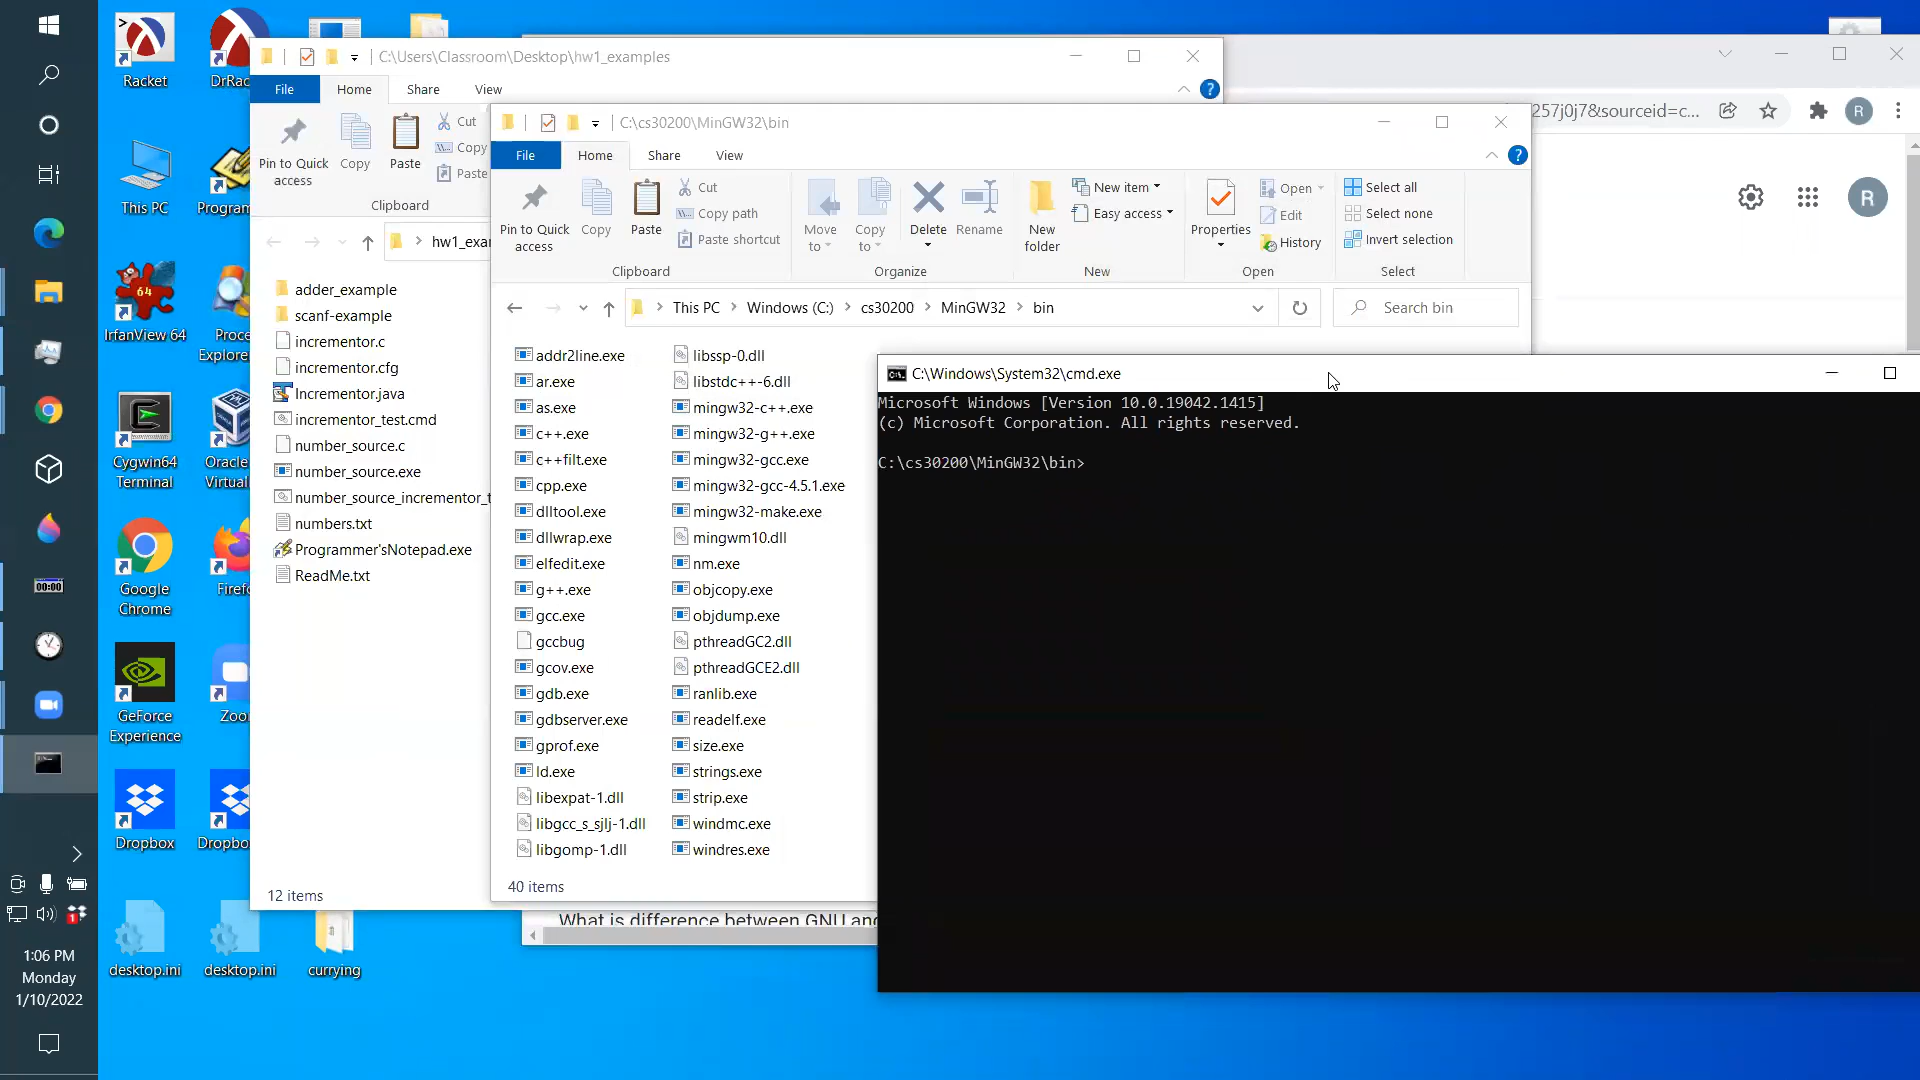 Racket
DrRac
This PC
Program
IrfanView 64
Proce
Explorer
Cygwin64
Terminal
Oracle
Virtual
Google
Chrome
Firefo
GeForce
Experience
Zoo
Dropbox
Dropbo
desktop.ini
desktop.ini
currying
00:00
1:06 PM
Monday
1/10/2022
C:\Users\Classroom\Desktop\hw1_examples
File
Home
Share
View
Pin to Quick
access
Copy
Paste
Cut
Copy
Paste
Clipboard
hw1_exar
adder_example
scanf-example
incrementor.c
incrementor.cfg
Incrementor.java
incrementor_test.cmd
number_source.c
number_source.exe
number_source_incrementor_t
numbers.txt
Programmer'sNotepad.exe
ReadMe.txt
12 items
C:\cs30200\MinGW32\bin
File
Home
Share
View
Pin to Quick
access
Copy
Paste
Cut
Copy path
Paste shortcut
Clipboard
Move
to
Copy
to
Delete
Rename
Organize
New
folder
New item
Easy access
New
Properties
Open
Edit
History
Open
Select all
Select none
Invert selection
Select
This PC > Windows (C:) > cs30200 > MinGW32 > bin
Search bin
addr2line.exe
ar.exe
as.exe
c++.exe
c++filt.exe
cpp.exe
dlltool.exe
dllwrap.exe
elfedit.exe
g++.exe
gcc.exe
gccbug
gcov.exe
gdb.exe
gdbserver.exe
gprof.exe
ld.exe
libexpat-1.dll
libgcc_s_sjlj-1.dll
libgomp-1.dll
libssp-0.dll
libstdc++-6.dll
mingw32-c++.exe
mingw32-g++.exe
mingw32-gcc.exe
mingw32-gcc-4.5.1.exe
mingw32-make.exe
mingwm10.dll
nm.exe
objcopy.exe
objdump.exe
pthreadGC2.dll
pthreadGCE2.dll
ranlib.exe
readelf.exe
size.exe
strings.exe
strip.exe
windmc.exe
windres.exe
40 items
C:\Windows\System32\cmd.exe
Microsoft Windows [Version 10.0.19042.1415]
(c) Microsoft Corporation. All rights reserved.
C:\cs30200\MinGW32\bin>
257j0j7&sourceid=c...
R
R
What is difference between GNU and